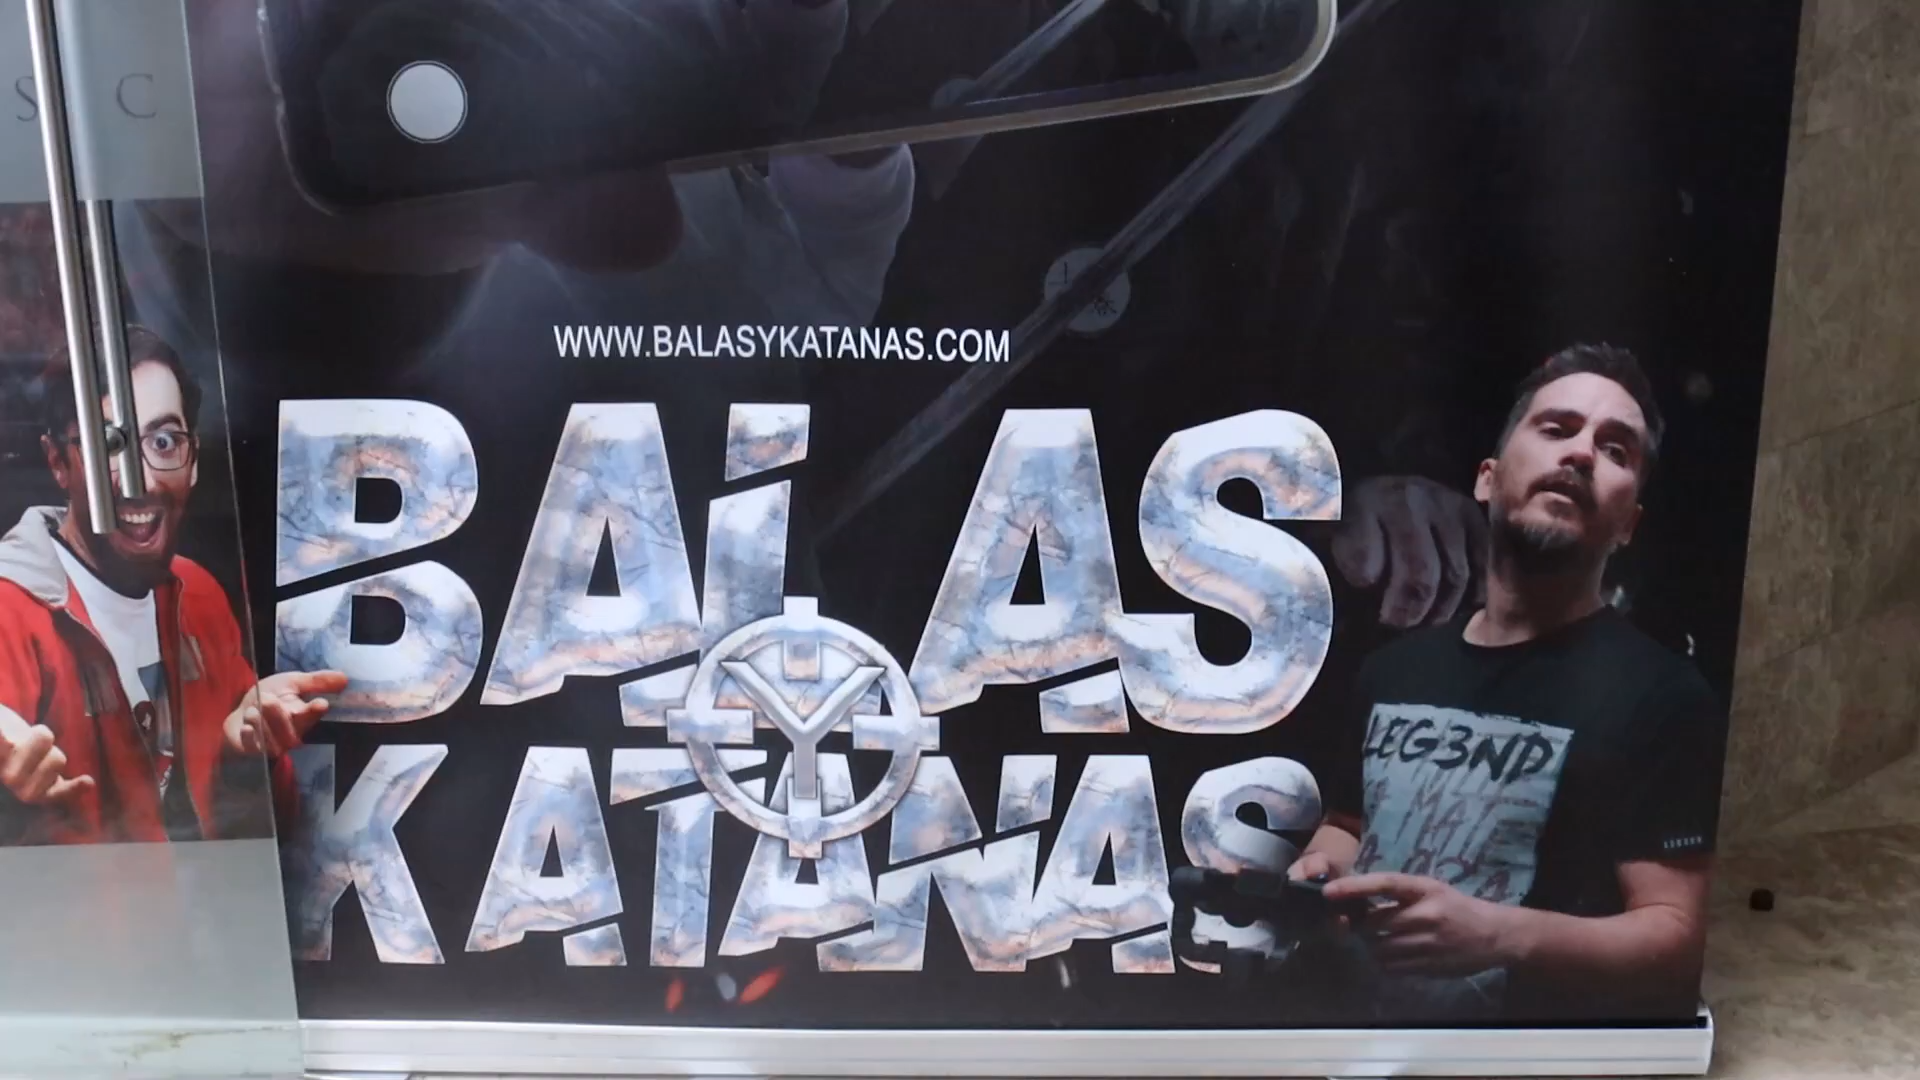 S C
WWW.BALASYKATANAS.COM
BALAS
Y
KATANAS
LEG3ND